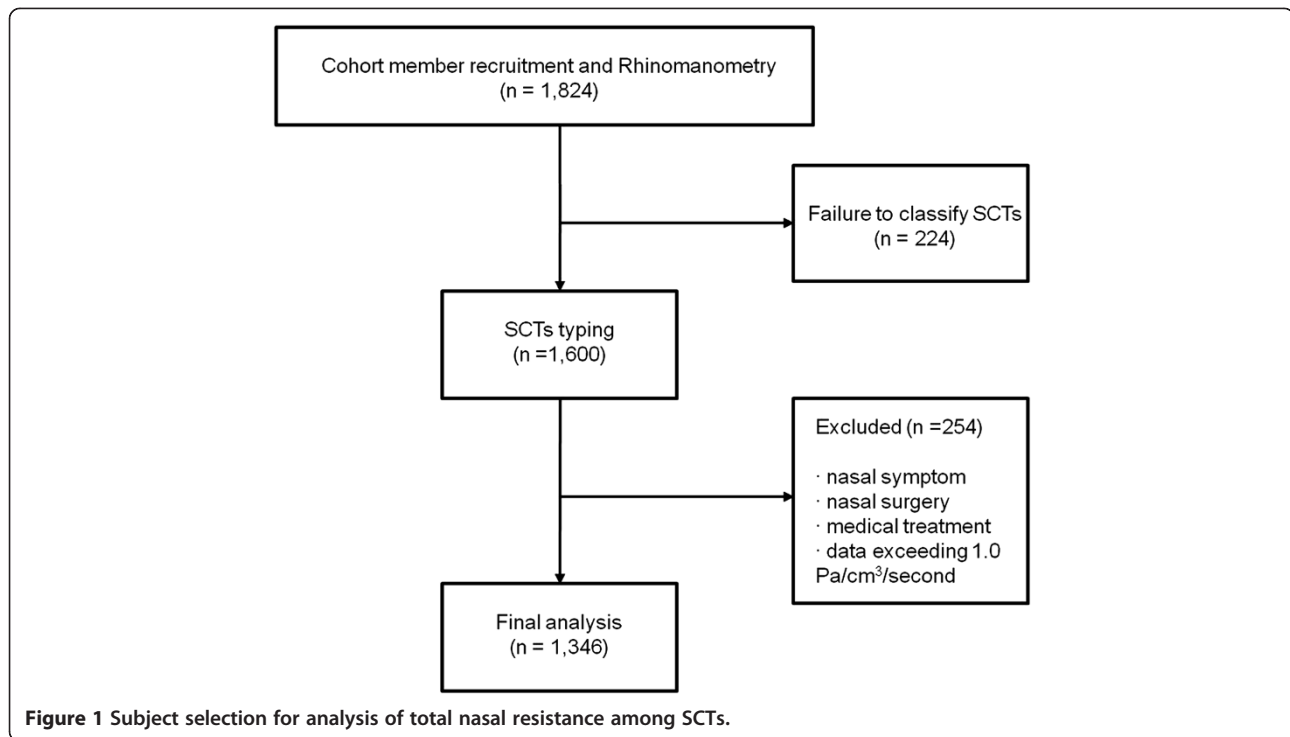 Cohort member recruitment and Rhinomanometry
(n = 1,824)
Failure to classify SCTs
(n = 224)
SCTs typing
(n =1,600)
Excluded (n =254)
· nasal symptom
· nasal surgery
· medical treatment
· data exceeding 1.0
Pa/cm³/second
Final analysis
(n = 1,346)
Figure 1 Subject selection for analysis of total nasal resistance among SCTs.